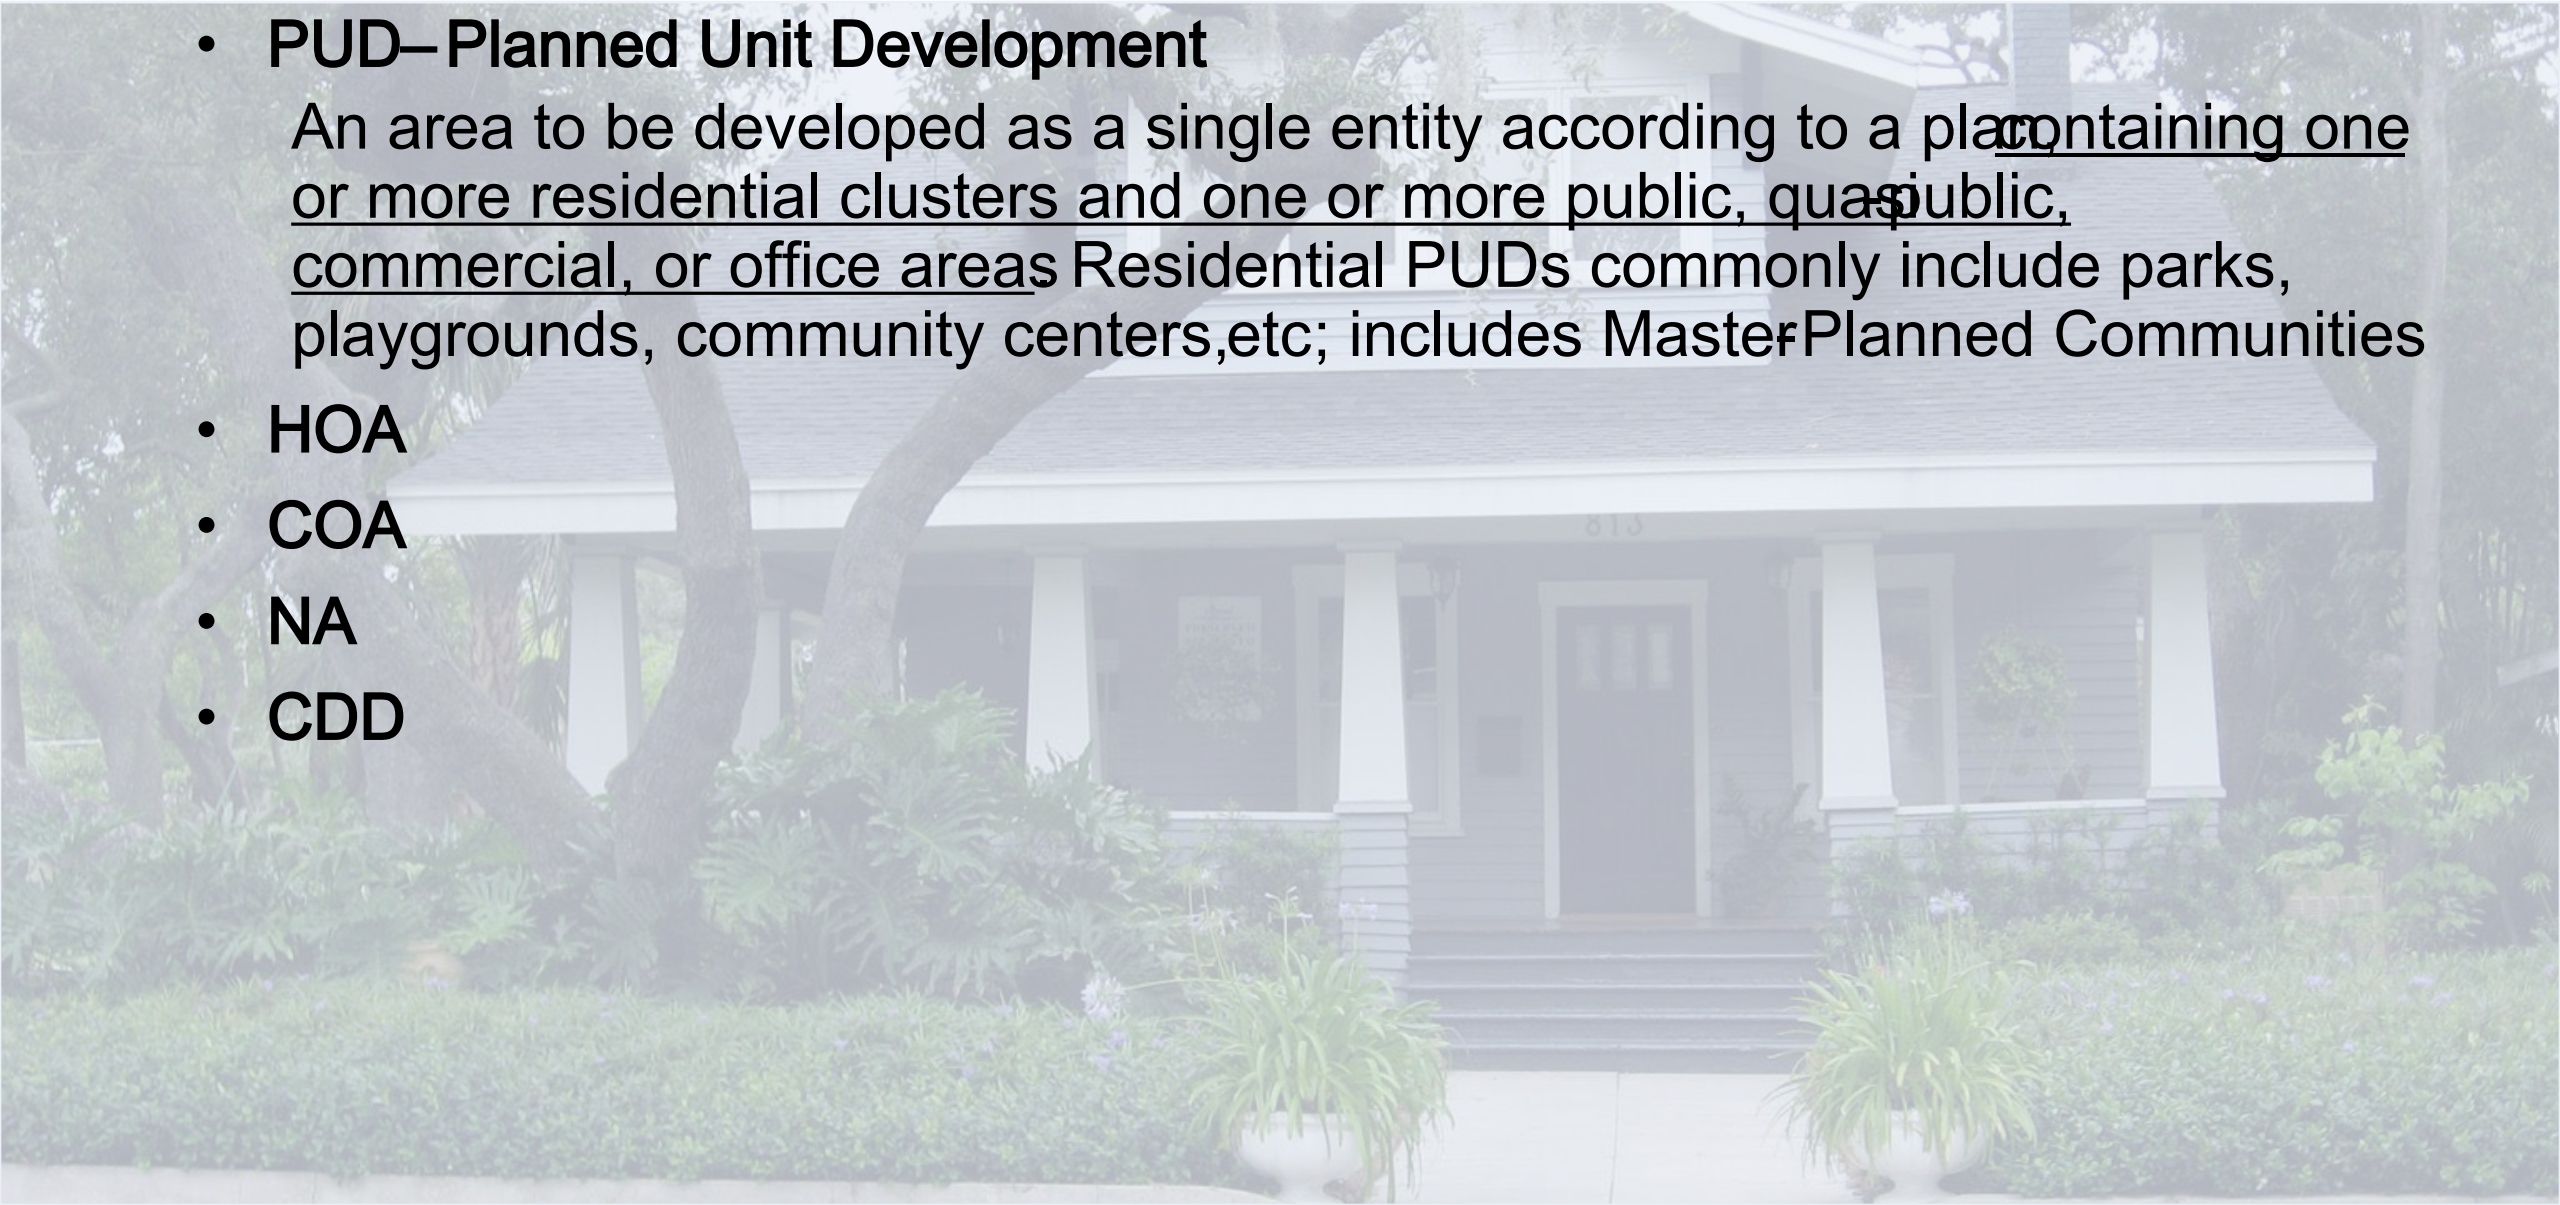 • PUD – Planned Unit Development
An area to be developed as a single entity according to a plan, containing one
or more residential clusters and one or more public, quasi-public,
commercial, or office areas. Residential PUDs commonly include parks,
playgrounds, community centers,etc; includes Master-Planned Communities
• HOA
• COA
813
• NA
• CDD